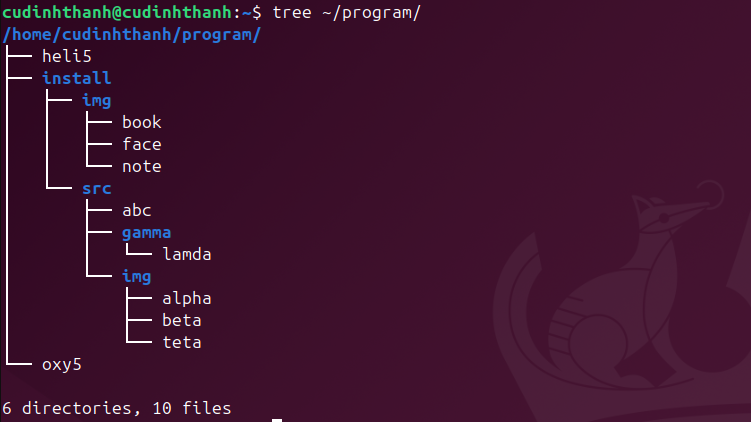 cudinhthanh@cudinhthanh:~$ tree ~/program/
/home/cudinhthanh/program/
├── heli5
├── install
│   ├── img
│   │   ├── book
│   │   ├── face
│   │   └── note
│   └── src
│       ├── abc
│       ├── gamma
│       │   └── lamda
│       └── img
│           ├── alpha
│           ├── beta
│           └── teta
└── oxy5

6 directories, 10 files